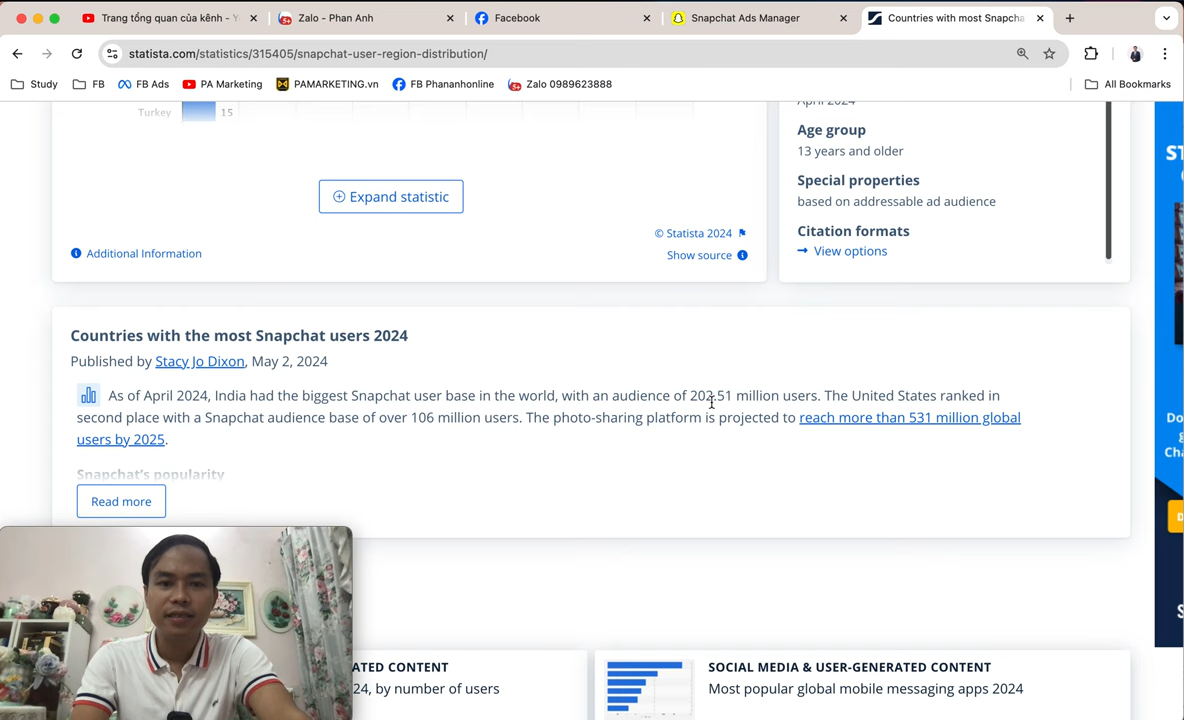 Trang tổng quan của kênh - Y
Zalo - Phan Anh
Facebook
Snapchat Ads Manager
Countries with most Snapcha
statista.com/statistics/315405/snapchat-user-region-distribution/
Study
FB
FB Ads
PA Marketing
PAMARKETING.vn
FB Phananhonline
Zalo 0989623888
All Bookmarks
Turkey 15
Expand statistic
© Statista 2024
Additional Information
Show source
April 2024
Age group
13 years and older
Special properties
based on addressable ad audience
Citation formats
View options
Countries with the most Snapchat users 2024
Published by Stacy Jo Dixon, May 2, 2024
As of April 2024, India had the biggest Snapchat user base in the world, with an audience of 202.51 million users. The United States ranked in
second place with a Snapchat audience base of over 106 million users. The photo-sharing platform is projected to reach more than 531 million global
users by 2025.
Snapchat's popularity
Read more
ATED CONTENT
24, by number of users
SOCIAL MEDIA & USER-GENERATED CONTENT
Most popular global mobile messaging apps 2024
ST
Do
g
Cha
D
S